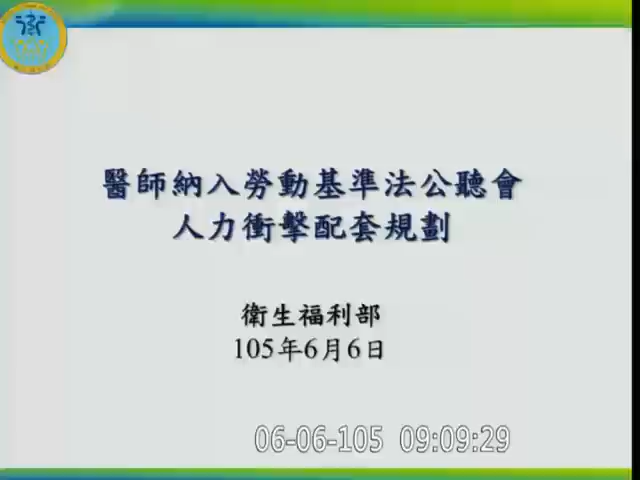 醫師納入勞動基準法公聽會
人力衝擊配套規劃
衛生福利部
105年6月6日
06-06-105 09:09:29